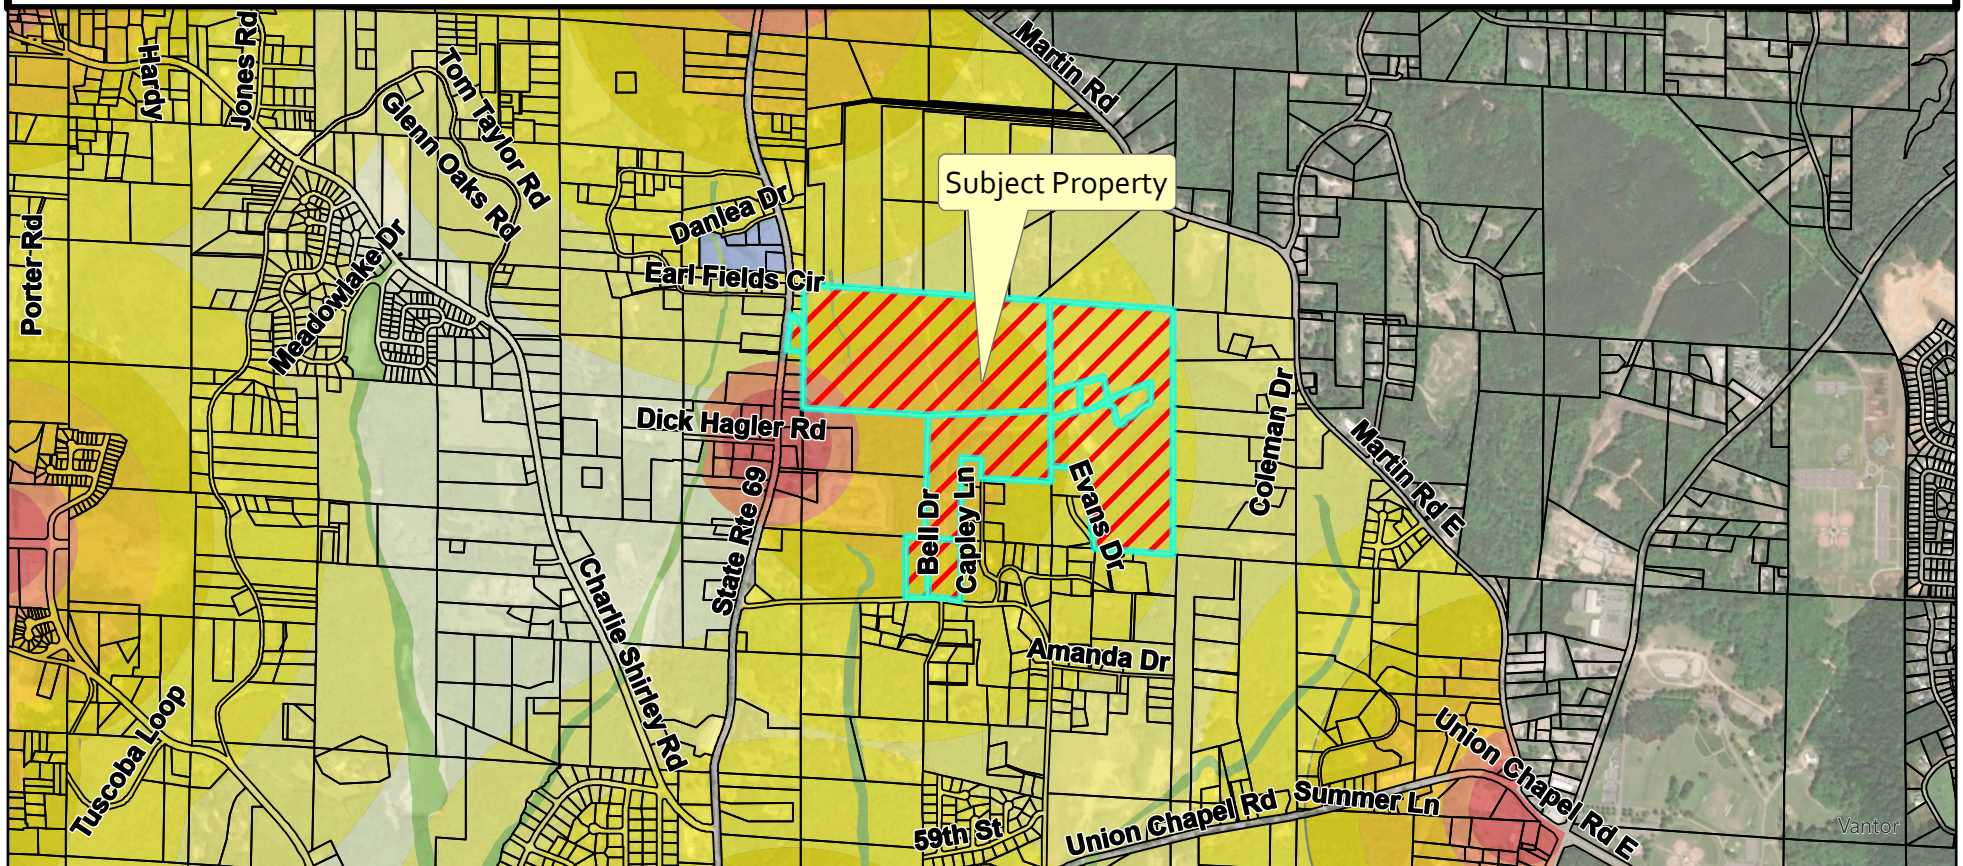 Hardy
Jones Rd
Tom Taylor Rd
Glenn Oaks Rd
Martin Rd
Subject Property
Porter Rd
Meadowlake Dr
Danlea Dr
Earl Fields Cir
Dick Hagler Rd
State Rte 69
Bell Dr
Capley Ln
Evans Dr
Coleman Dr
Martin Rd E
Charlie Shirley Rd
Amanda Dr
Tuscoba Loop
Union Chapel Rd E
Summer Ln
Union Chapel Rd
59th St
Vantor